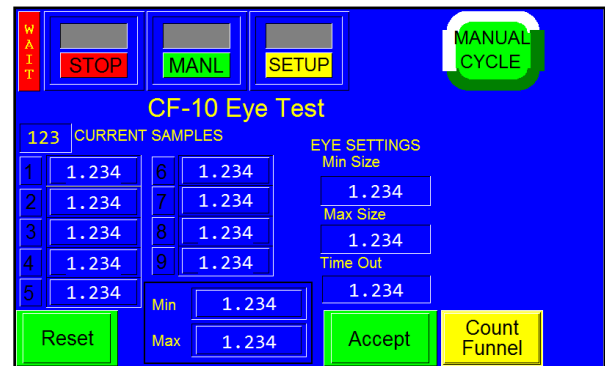 WAIT
STOP
MANL
SETUP
MANUAL
CYCLE
CF-10 Eye Test
123 CURRENT SAMPLES
EYE SETTINGS
Min Size
1 1.234 6 1.234
1.234
2 1.234 7 1.234
Max Size
3 1.234 8 1.234
1.234
4 1.234 9 1.234
Time Out
5 1.234
1.234
Min 1.234
Max 1.234
Reset
Accept
Count
Funnel